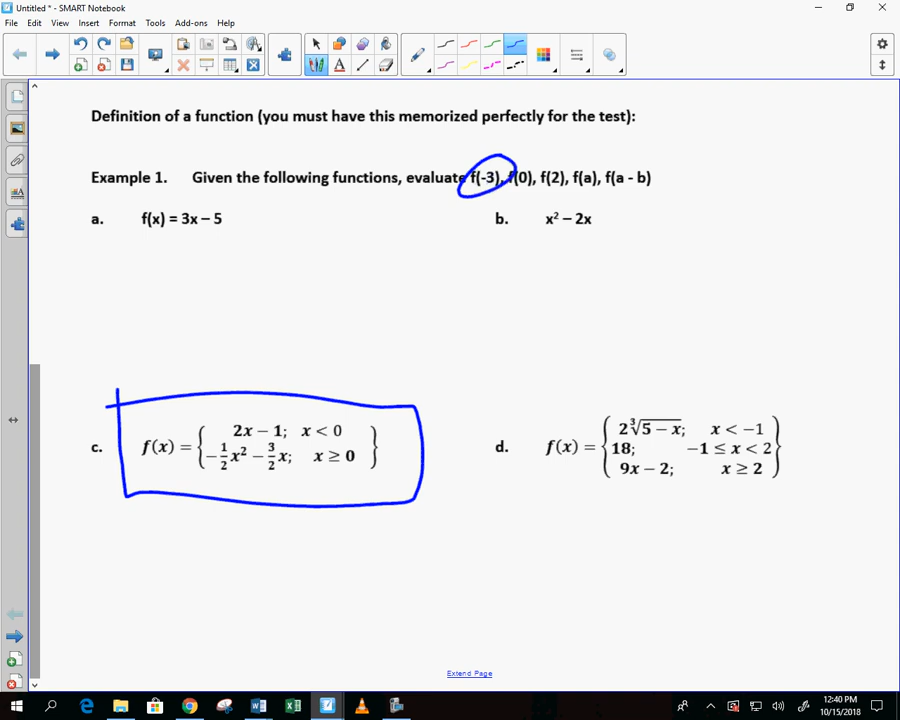 Untitled * - SMART Notebook
File Edit View Insert Format Tools Add-ons Help
Definition of a function (you must have this memorized perfectly for the test):
Example 1. Given the following functions, evaluate f(-3), f(0), f(2), f(a), f(a - b)
a. f(x) = 3x – 5
b. x² – 2x
c. f(x) = { 2x − 1; x < 0
−1/2x² − 3/2x; x ≥ 0 }
d. f(x) = { 2∛(5 − x); x < −1
18; −1 ≤ x < 2
9x − 2; x ≥ 2 }
Extend Page
12:40 PM
10/15/2018